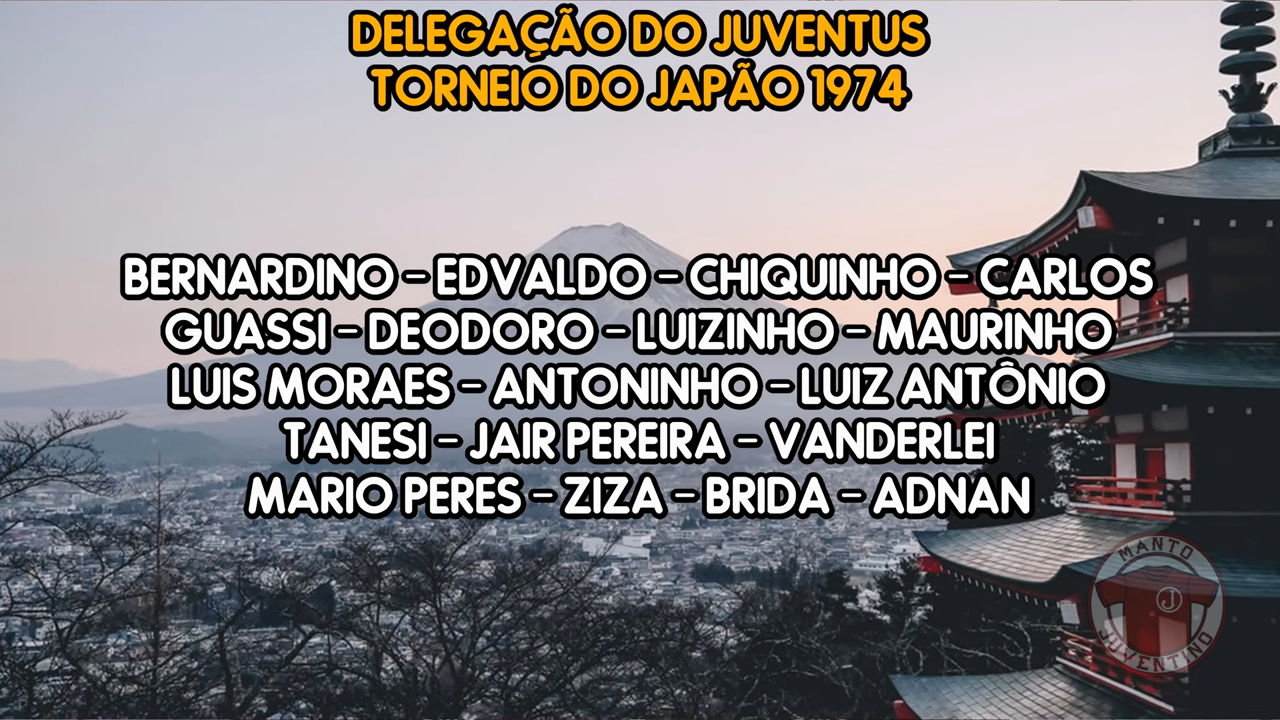 DELEGAÇÃO DO JUVENTUS
TORNEIO DO JAPÃO 1974
BERNARDINO - EDVALDO - CHIQUINHO - CARLOS
GUASSI - DEODORO - LUIZINHO - MAURINHO
LUIS MORAES - ANTONINHO - LUIZ ANTÔNIO
TANESI - JAIR PEREIRA - VANDERLEI
MARIO PERES - ZIZA - BRIDA - ADNAN
MANTO
J
JUVENTINO